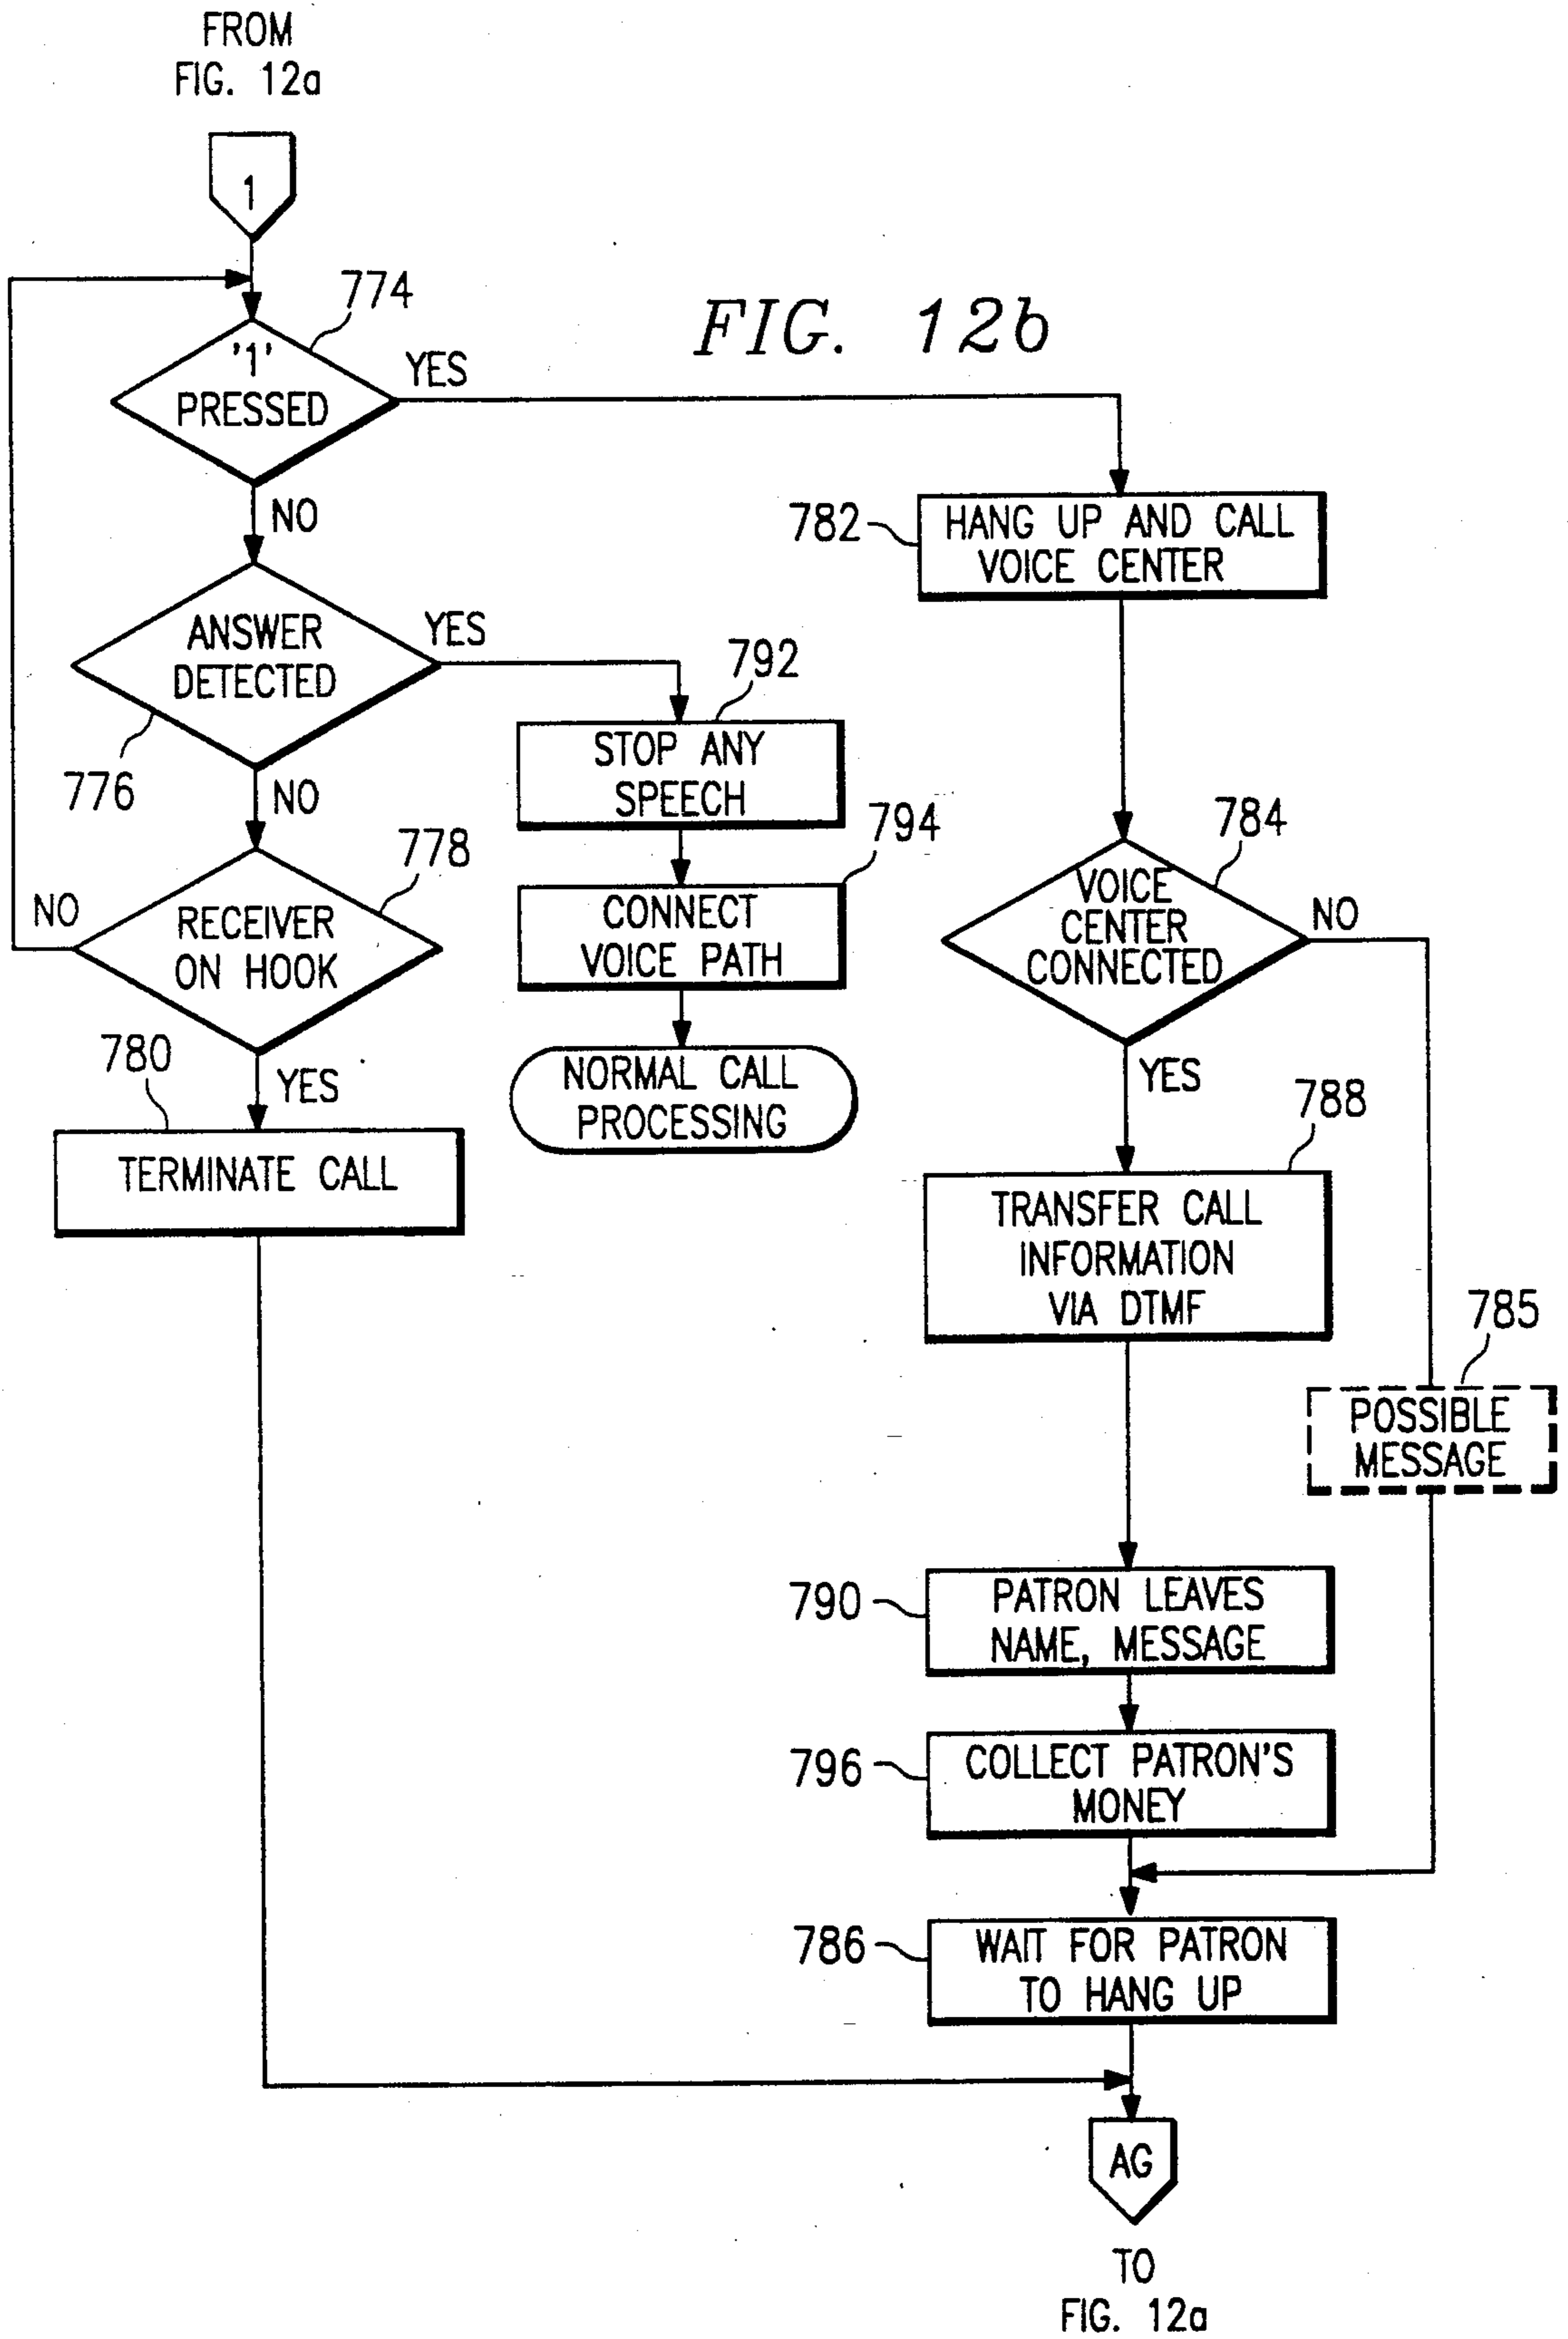 FROM
FIG. 12a
1
774
FIG. 12b
'1'
PRESSED
YES
NO
782
HANG UP AND CALL
VOICE CENTER
ANSWER
DETECTED
YES
776
NO
792
STOP ANY
SPEECH
778
794
784
NO
RECEIVER
ON HOOK
CONNECT
VOICE PATH
VOICE
CENTER
CONNECTED
NO
780
YES
NORMAL CALL
PROCESSING
YES
788
TERMINATE CALL
TRANSFER CALL
INFORMATION
VIA DTMF
785
POSSIBLE
MESSAGE
790
PATRON LEAVES
NAME, MESSAGE
796
COLLECT PATRON'S
MONEY
786
WAIT FOR PATRON
TO HANG UP
AG
TO
FIG. 12a